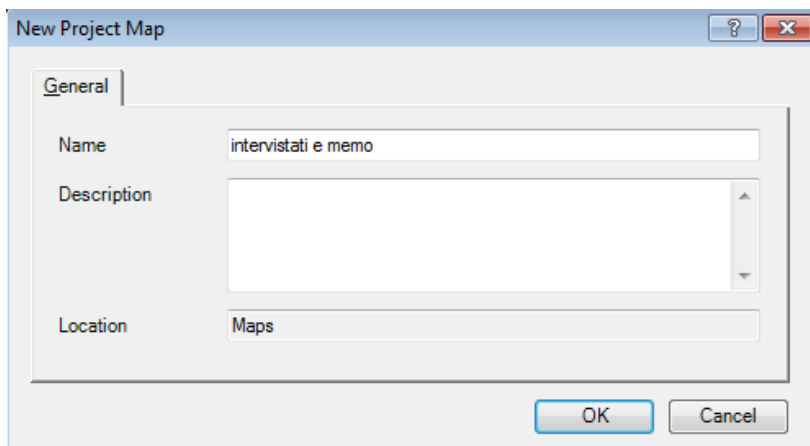 New Project Map
?
General
Name
intervistati e memo
Description
Location
Maps
OK
Cancel